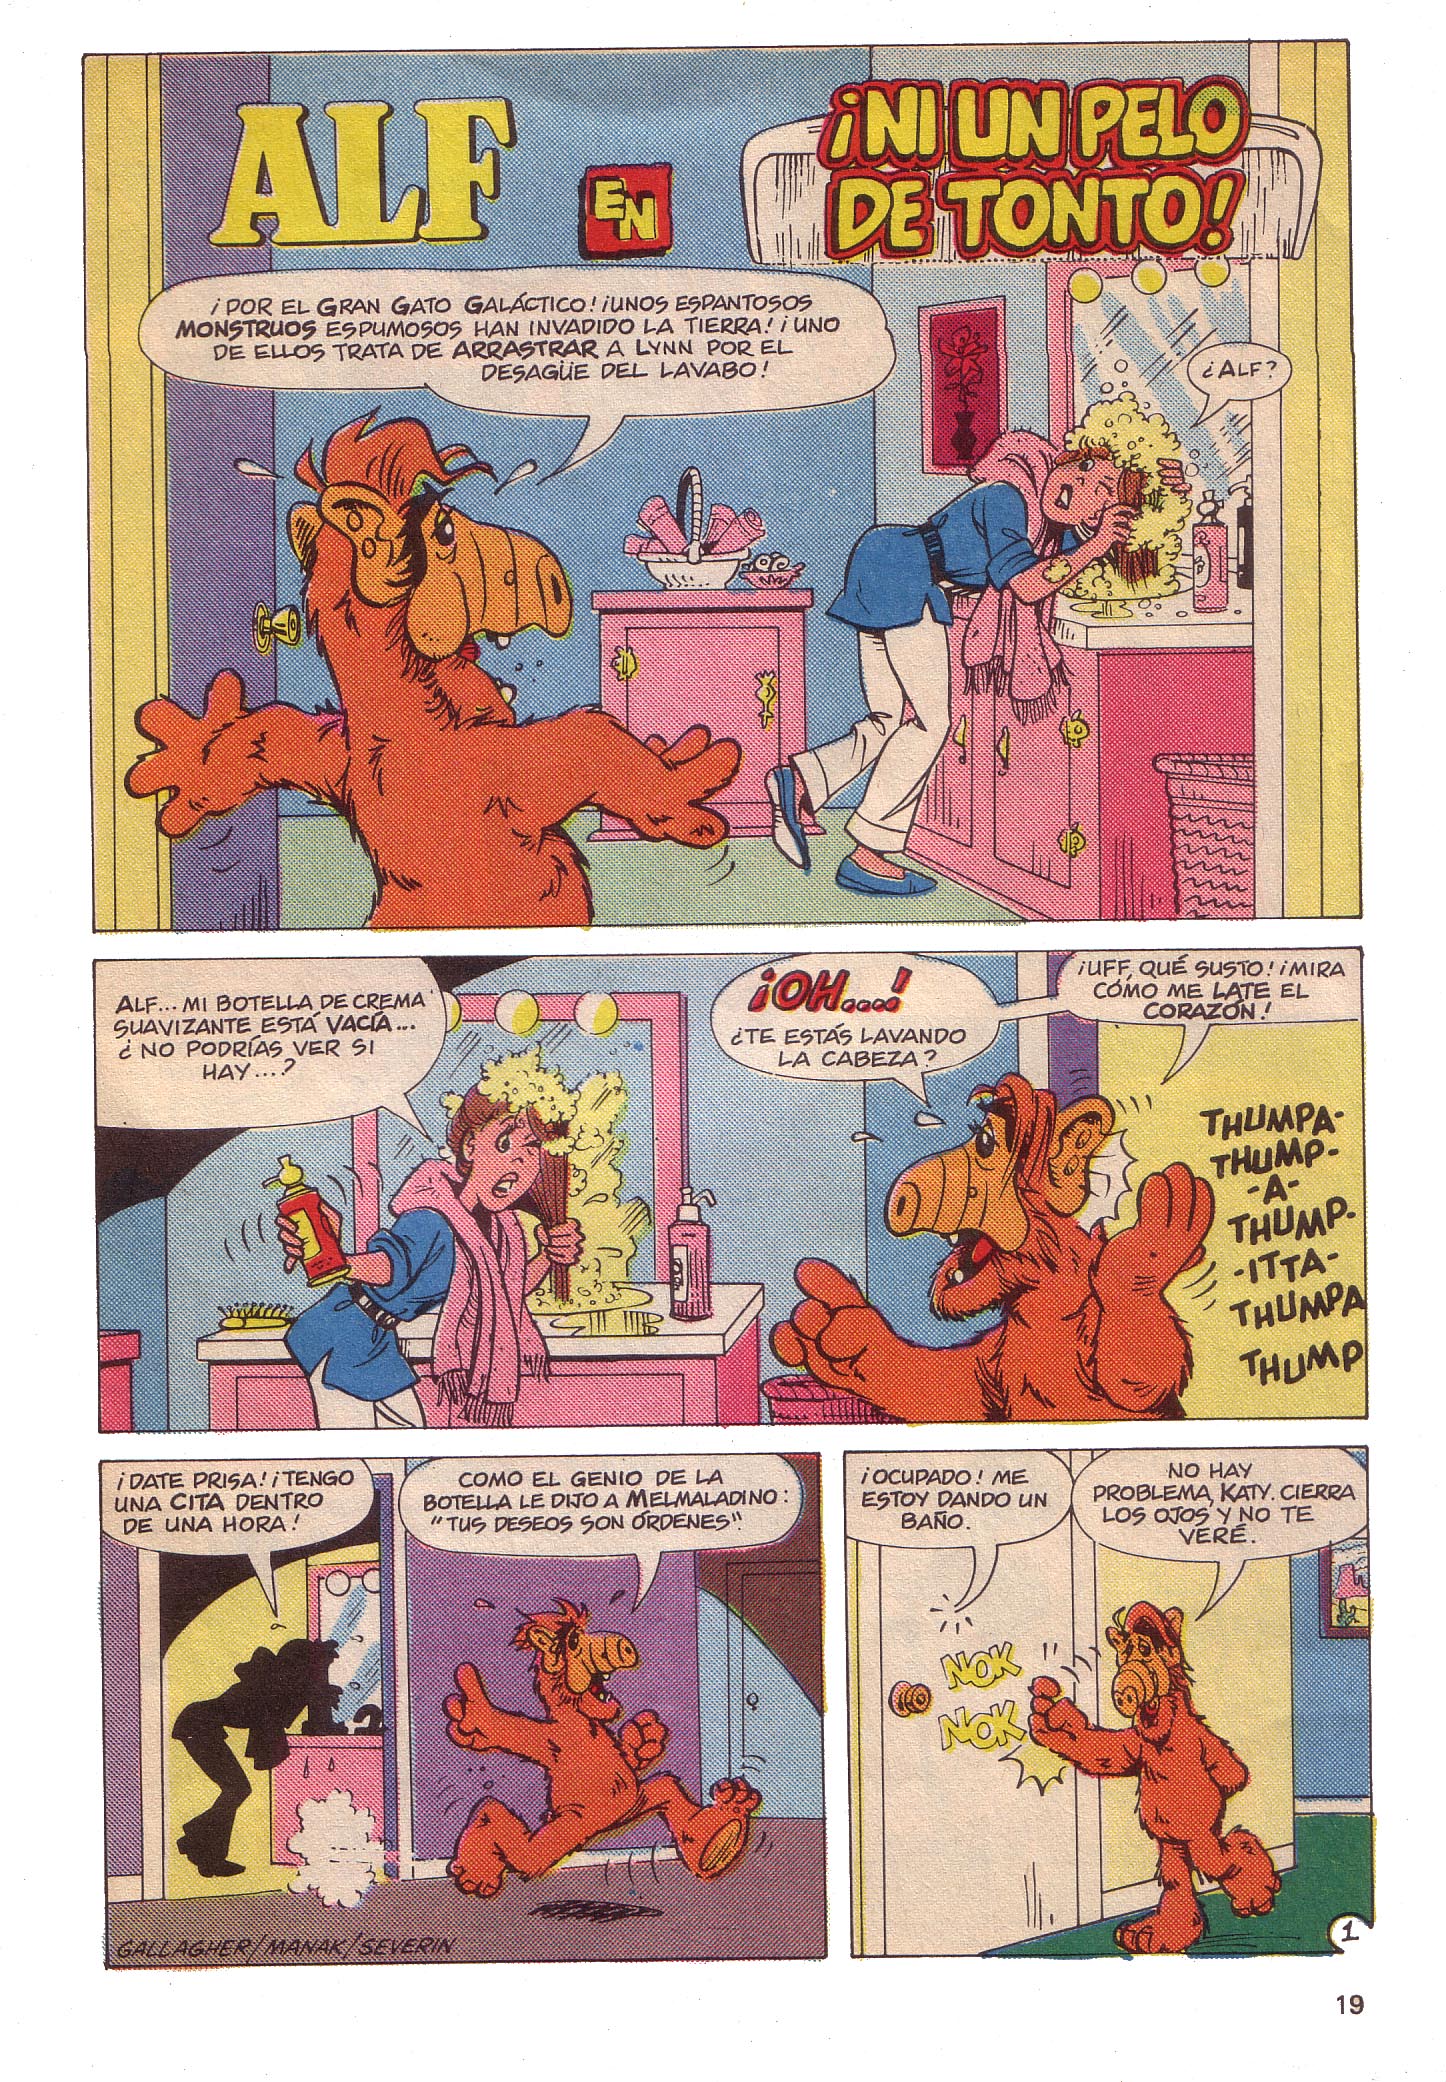 ALF
EN
¡NI UN PELO
DE TONTO!
¡POR EL GRAN GATO GALÁCTICO! ¡UNOS ESPANTOSOS
MONSTRUOS ESPUMOSOS HAN INVADIDO LA TIERRA! ¡UNO
DE ELLOS TRATA DE ARRASTRAR A LYNN POR EL
DESAGÜE DEL LAVABO!
¿ALF?
ALF... MI BOTELLA DE CREMA
SUAVIZANTE ESTÁ VACÍA...
¿NO PODRÍAS VER SI
HAY....?
¡OH....!
¿TE ESTÁS LAVANDO
LA CABEZA?
¡UFF, QUÉ SUSTO! ¡MIRA
CÓMO ME LATE EL
CORAZÓN!
THUMPA-
THUMP-
-A-
THUMP-
-ITTA-
THUMPA
THUMP
¡DATE PRISA! ¡TENGO
UNA CITA DENTRO
DE UNA HORA!
COMO EL GENIO DE LA
BOTELLA LE DIJO A MELMALADINO:
"TUS DESEOS SON ÓRDENES".
GALLAGHER/MANAK/SEVERIN
¡OCUPADO! ME
ESTOY DANDO UN
BAÑO.
NO HAY
PROBLEMA, KATY. CIERRA
LOS OJOS Y NO TE
VERÉ.
NOK
NOK
1
19